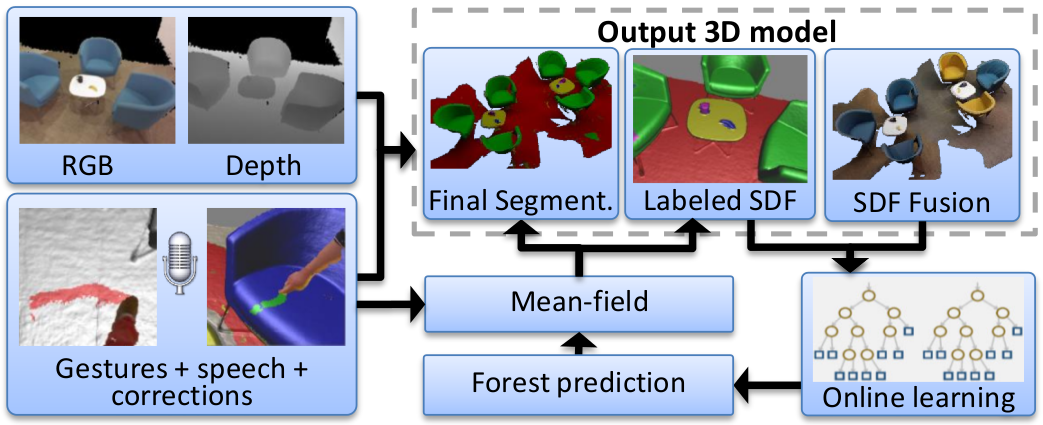 Output 3D model
RGB
Depth
Final Segment.
Labeled SDF
SDF Fusion
Gestures + speech +
corrections
Mean-field
Forest prediction
Online learning